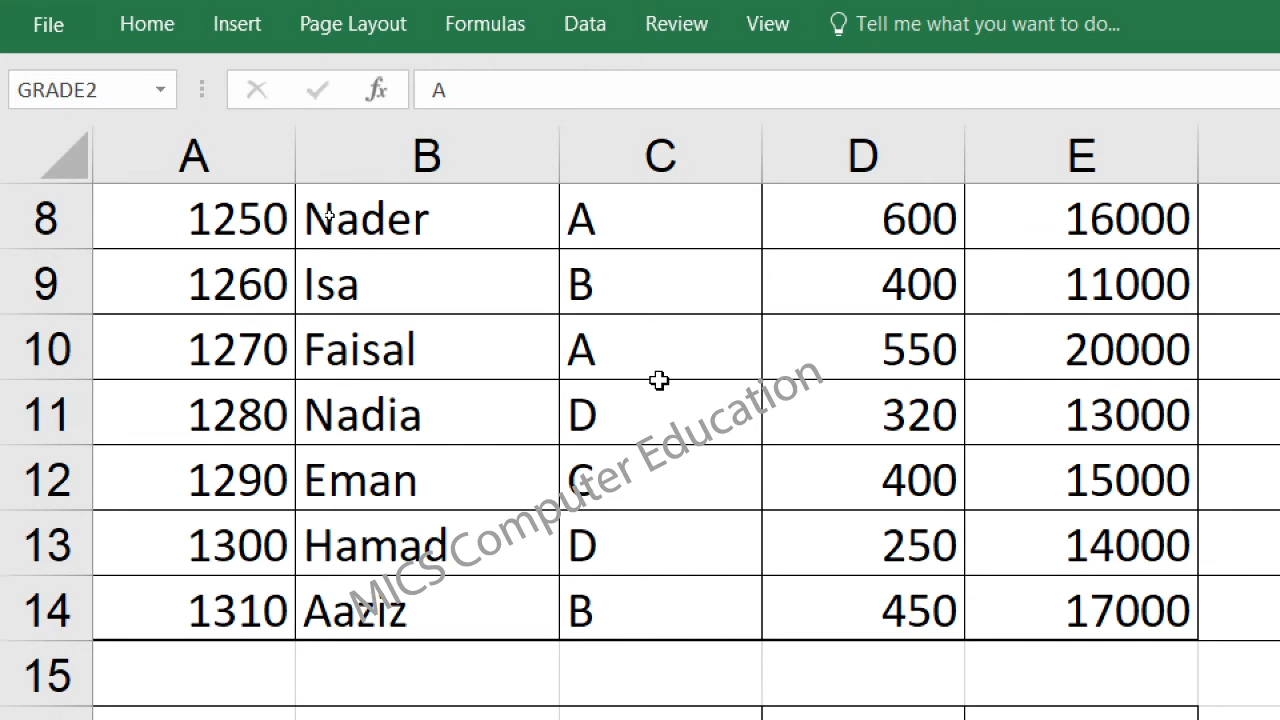 File Home Insert Page Layout Formulas Data Review View Tell me what you want to do...
GRADE2 fx A
A B C D E
8 1250 Nader A 600 16000
9 1260 Isa B 400 11000
10 1270 Faisal A 550 20000
11 1280 Nadia D 320 13000
12 1290 Eman C 400 15000
13 1300 Hamad D 250 14000
14 1310 Aaziz B 450 17000
15
MICS Computer Education